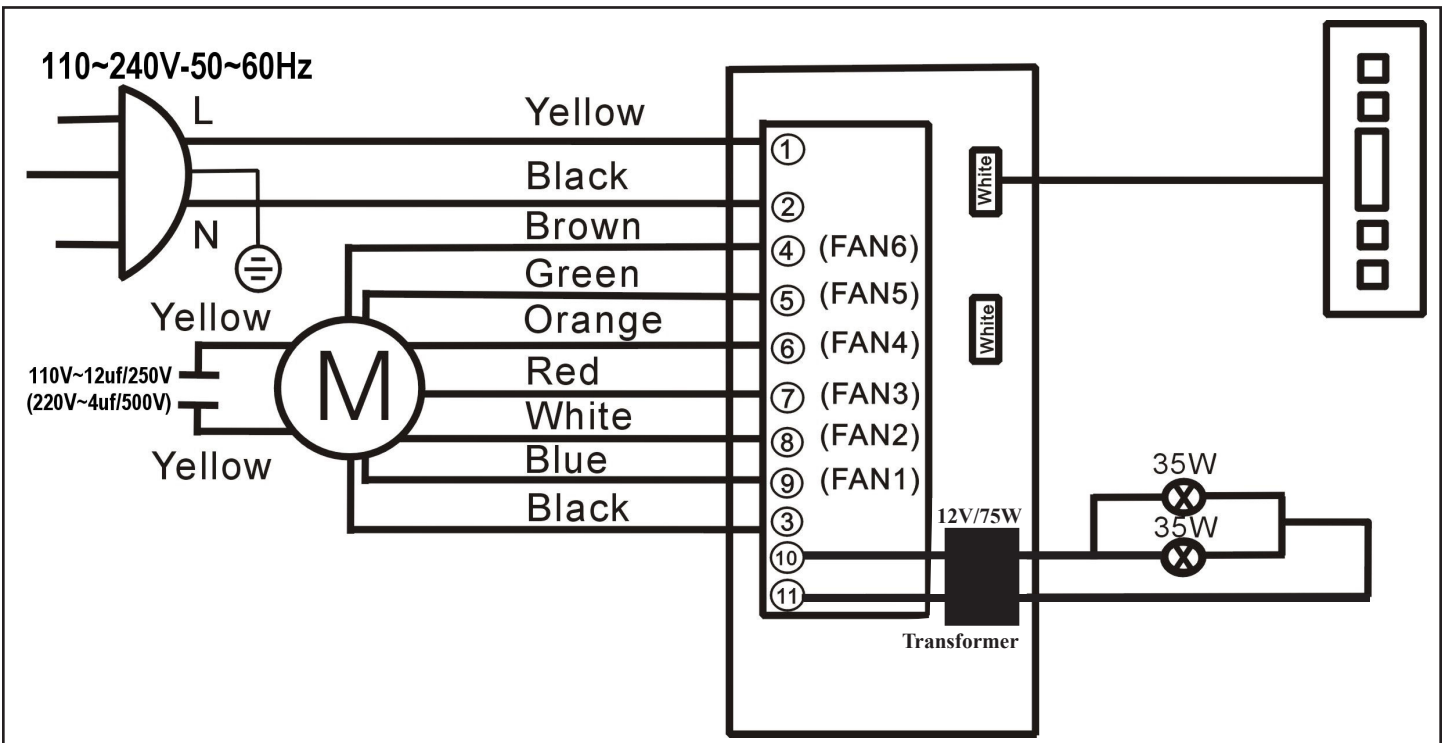 110~240V-50~60Hz
L
N
Yellow
Black
Brown
Green
Orange
Red
White
Blue
Black
Yellow
110V~12uf/250V
(220V~4uf/500V)
Yellow
M
1
2
4 (FAN6)
5 (FAN5)
6 (FAN4)
7 (FAN3)
8 (FAN2)
9 (FAN1)
3
10
11
White
White
12V/75W
Transformer
35W
35W